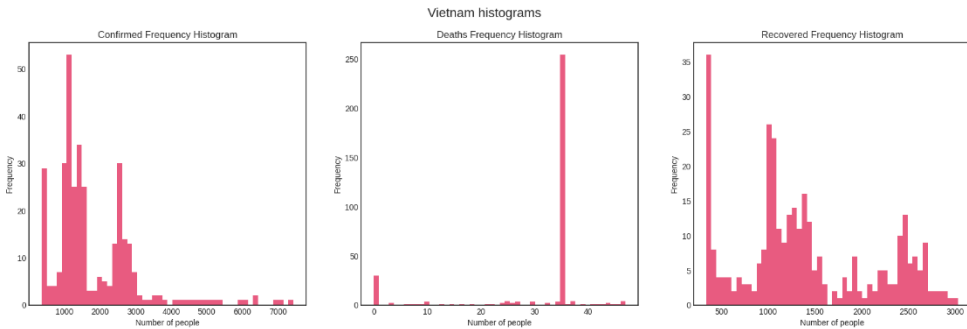 Vietnam histograms
Confirmed Frequency Histogram
Frequency
50
40
30
20
10
0
1000 2000 3000 4000 5000 6000 7000
Number of people
Deaths Frequency Histogram
Frequency
250
200
150
100
50
0
0 10 20 30 40
Number of people
Recovered Frequency Histogram
Frequency
35
30
25
20
15
10
5
0
500 1000 1500 2000 2500 3000
Number of people